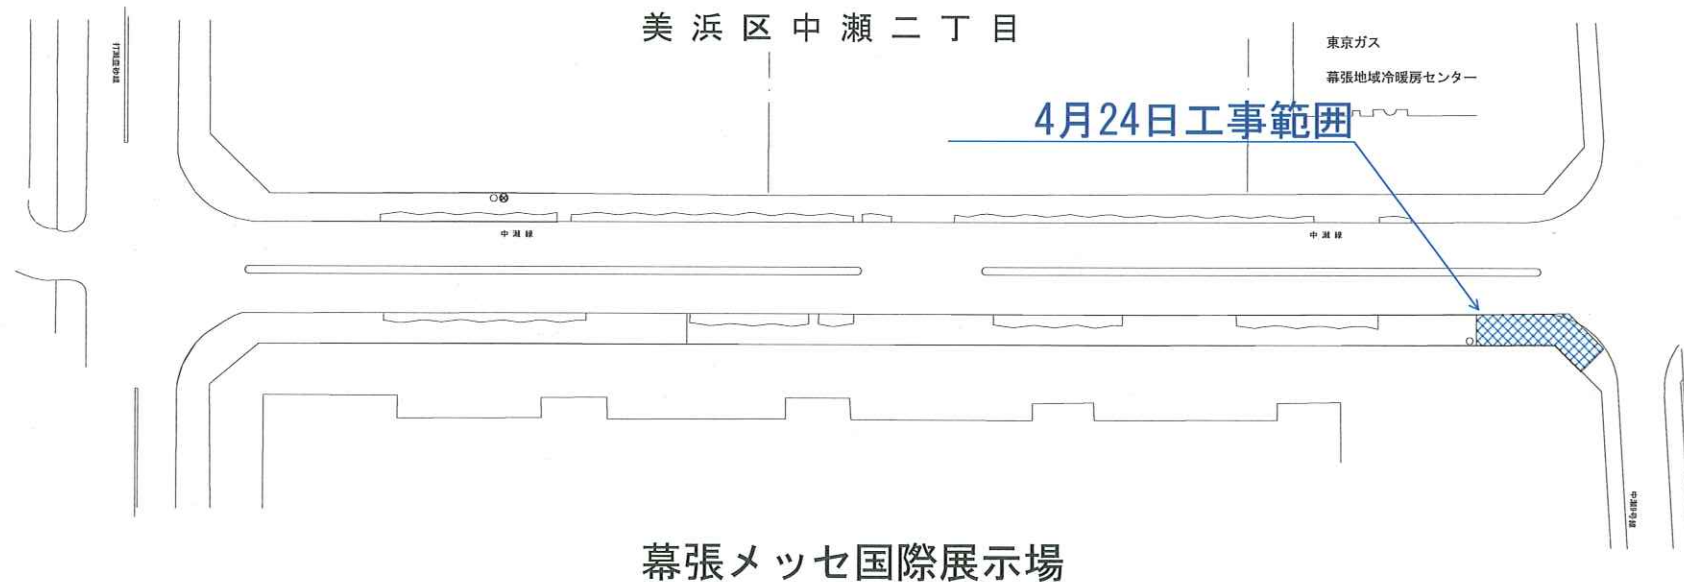 美浜区中瀬二丁目
東京ガス
幕張地域冷暖房センター
4月24日工事範囲
中瀬線
中瀬線
幕張メッセ国際展示場